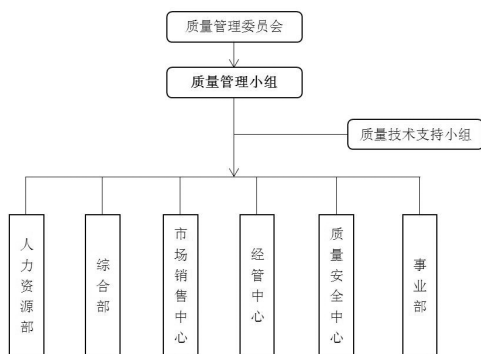 质量管理委员会
质量管理小组
质量技术支持小组
人力资源部
综合部
市场销售中心
经管中心
质量安全中心
事业部